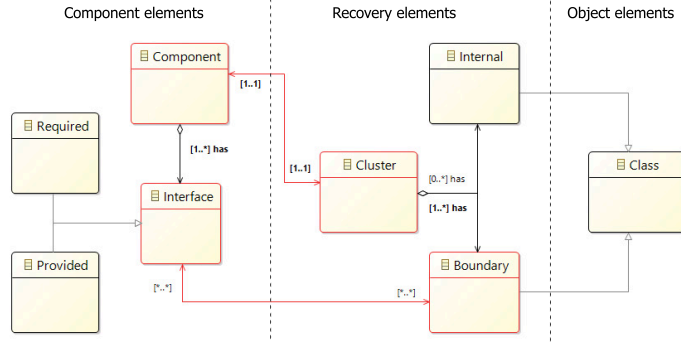 Component elements
Recovery elements
Object elements
Component
Internal
[1..1]
Required
[1..*] has
[1..1]
Cluster
Class
[0..*] has
Interface
[1..*] has
Provided
Boundary
[*..*]
[*..*]